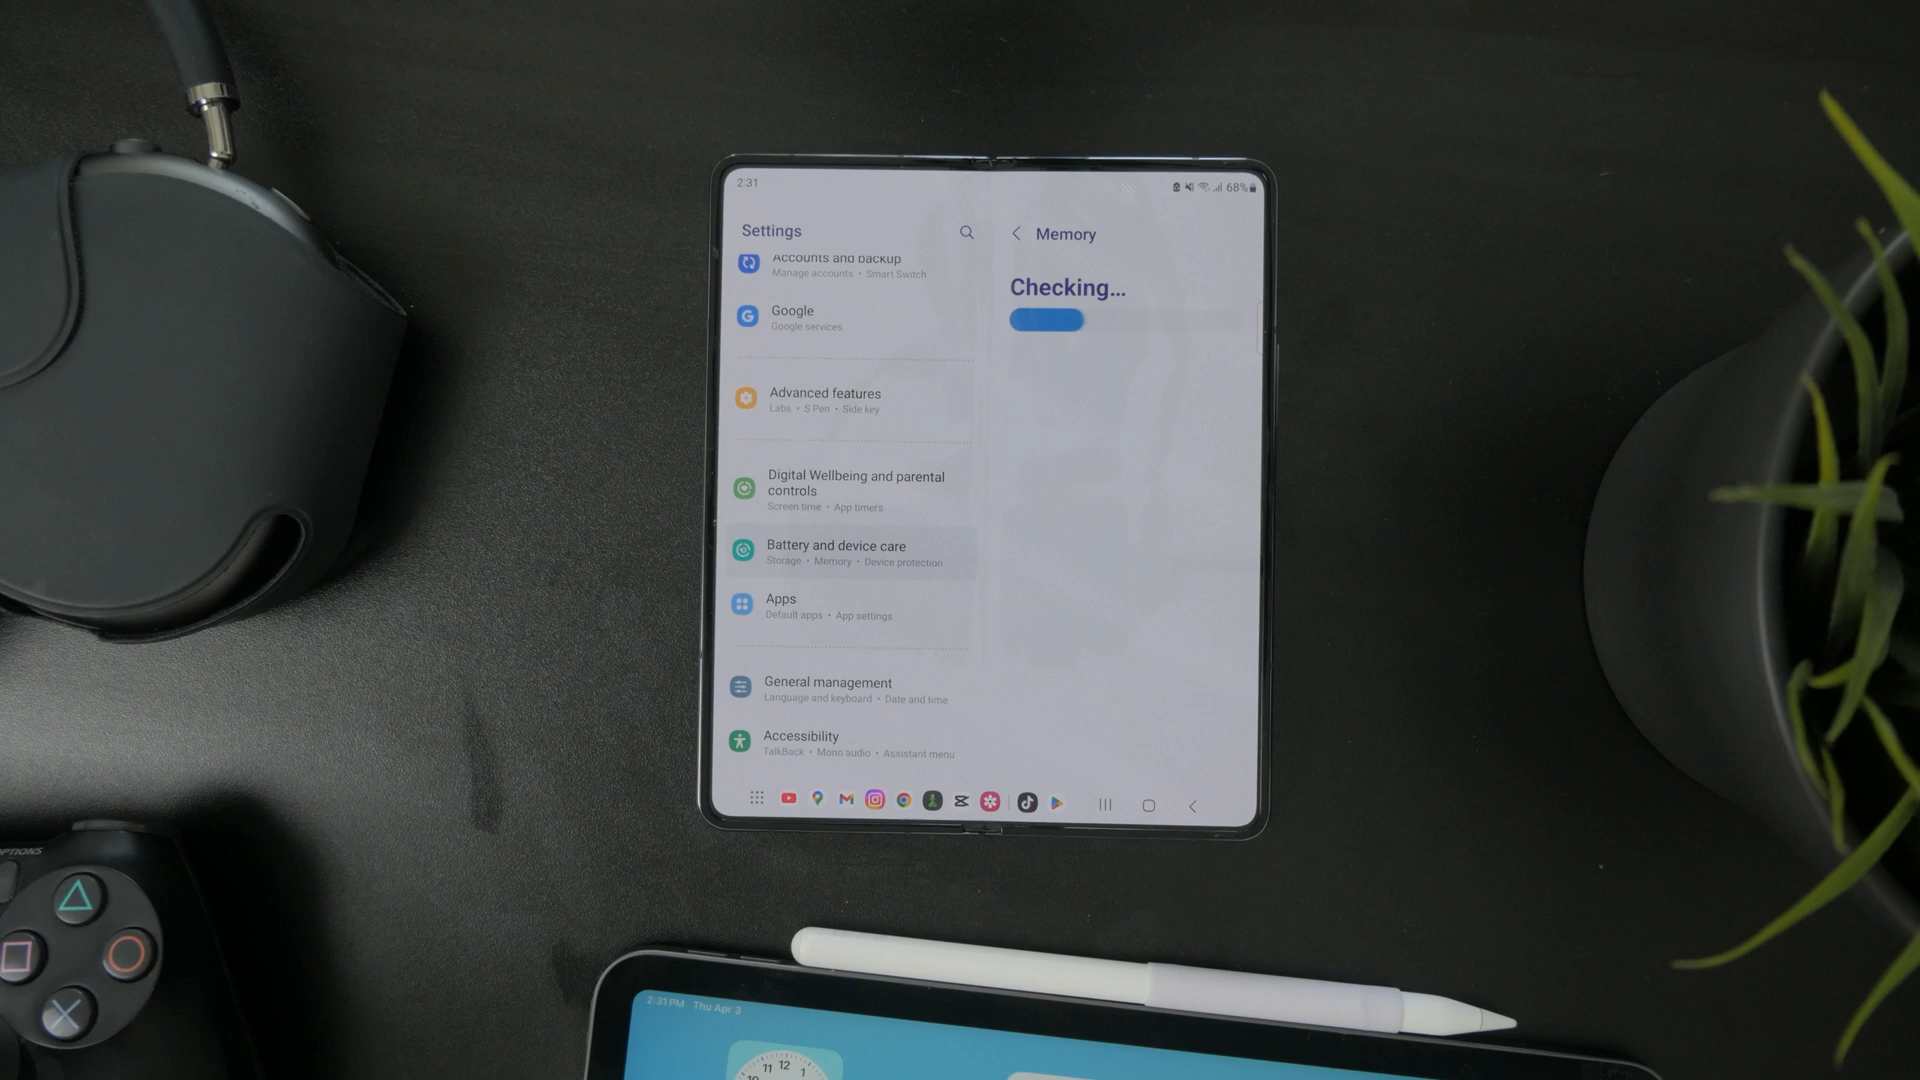 2:31
68%
Settings
Accounts and backup
Manage accounts • Smart Switch
Google
Google services
Advanced features
Labs • S Pen • Side key
Digital Wellbeing and parental
controls
Screen time • App timers
Battery and device care
Storage • Memory • Device protection
Apps
Default apps • App settings
General management
Language and keyboard • Date and time
Accessibility
TalkBack • Mono audio • Assistant menu
Memory
Checking...
OPTIONS
2:31 PM Thu Apr 3
11 12 1